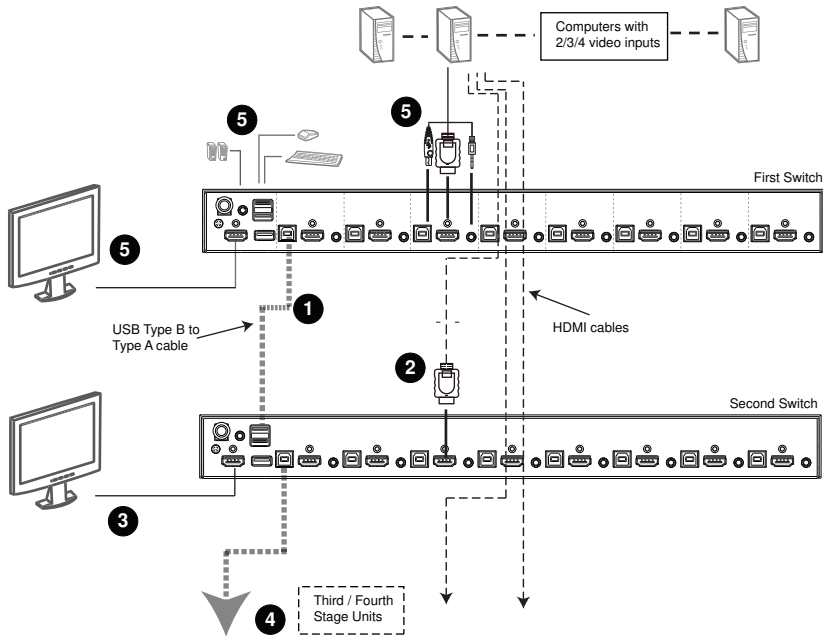 Computers with
2/3/4 video inputs
5
5
First Switch
5
1
USB Type B to
Type A cable
HDMI cables
2
Second Switch
3
4
Third / Fourth
Stage Units